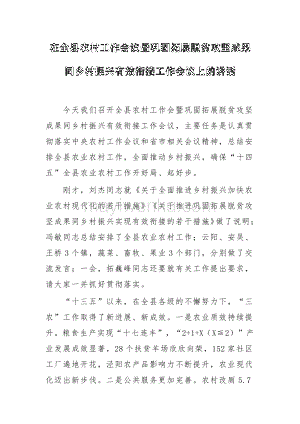 在全县农村工作会议暨巩固拓展脱贫攻坚成果
同乡村振兴有效衔接工作会议上的讲话
今天我们召开全县农村工作会暨巩固拓展脱贫攻
坚成果同乡村振兴有效衔接工作会议，主要任务是认真贯
彻落实中央农村工作会议和省市相关会议精神，总结安
排全县农业农村工作，全面推动乡村振兴，确保“十四
五”全县农业农村工作开好局、起好步。
刚才，刘杰同志就《关于全面推进乡村振兴加快农
业农村现代化的若干措施》《关于推进巩固拓展脱贫攻
坚成果同乡村振兴实现有效衔接的若干措施》做了说明；
冯敏同志总结安排了全县农业农村工作；云阳、安吴、
王桥3个镇，蔬菜、畜牧、果业3个部门，分别做了交
流发言；一会，拓巍峰同志还要就有关工作提出要求，
请大家一并抓好贯彻落实。
“十三五”以来，在全县各级的不懈努力下，“三
农”工作取得了新进展、新成效。一是农业质效持续提
升。粮食生产实现“十七连丰”，“2+1+X（X≦2）”产
业发展成效显著，28个扶贫羊场欣欣向荣，152家社区
工厂遍地开花，泾阳农产品影响力不断提升，农业现代
化迈出新步伐。二是公共服务更加完善。农村改厕5.7